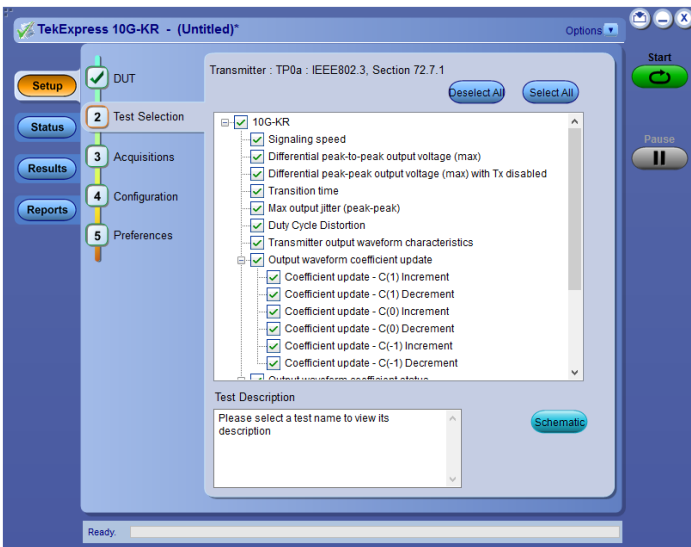 TekExpress 10G-KR - (Untitled)*
Options
Start
Pause
Setup
Status
Results
Reports
DUT
2 Test Selection
3 Acquisitions
4 Configuration
5 Preferences
Transmitter : TP0a : IEEE802.3, Section 72.7.1
Deselect All
Select All
10G-KR
Signaling speed
Differential peak-to-peak output voltage (max)
Differential peak-peak output voltage (max) with Tx disabled
Transition time
Max output jitter (peak-peak)
Duty Cycle Distortion
Transmitter output waveform characteristics
Output waveform coefficient update
Coefficient update - C(1) Increment
Coefficient update - C(1) Decrement
Coefficient update - C(0) Increment
Coefficient update - C(0) Decrement
Coefficient update - C(-1) Increment
Coefficient update - C(-1) Decrement
Output waveform coefficient status
Test Description
Please select a test name to view its
description
Schematic
Ready.